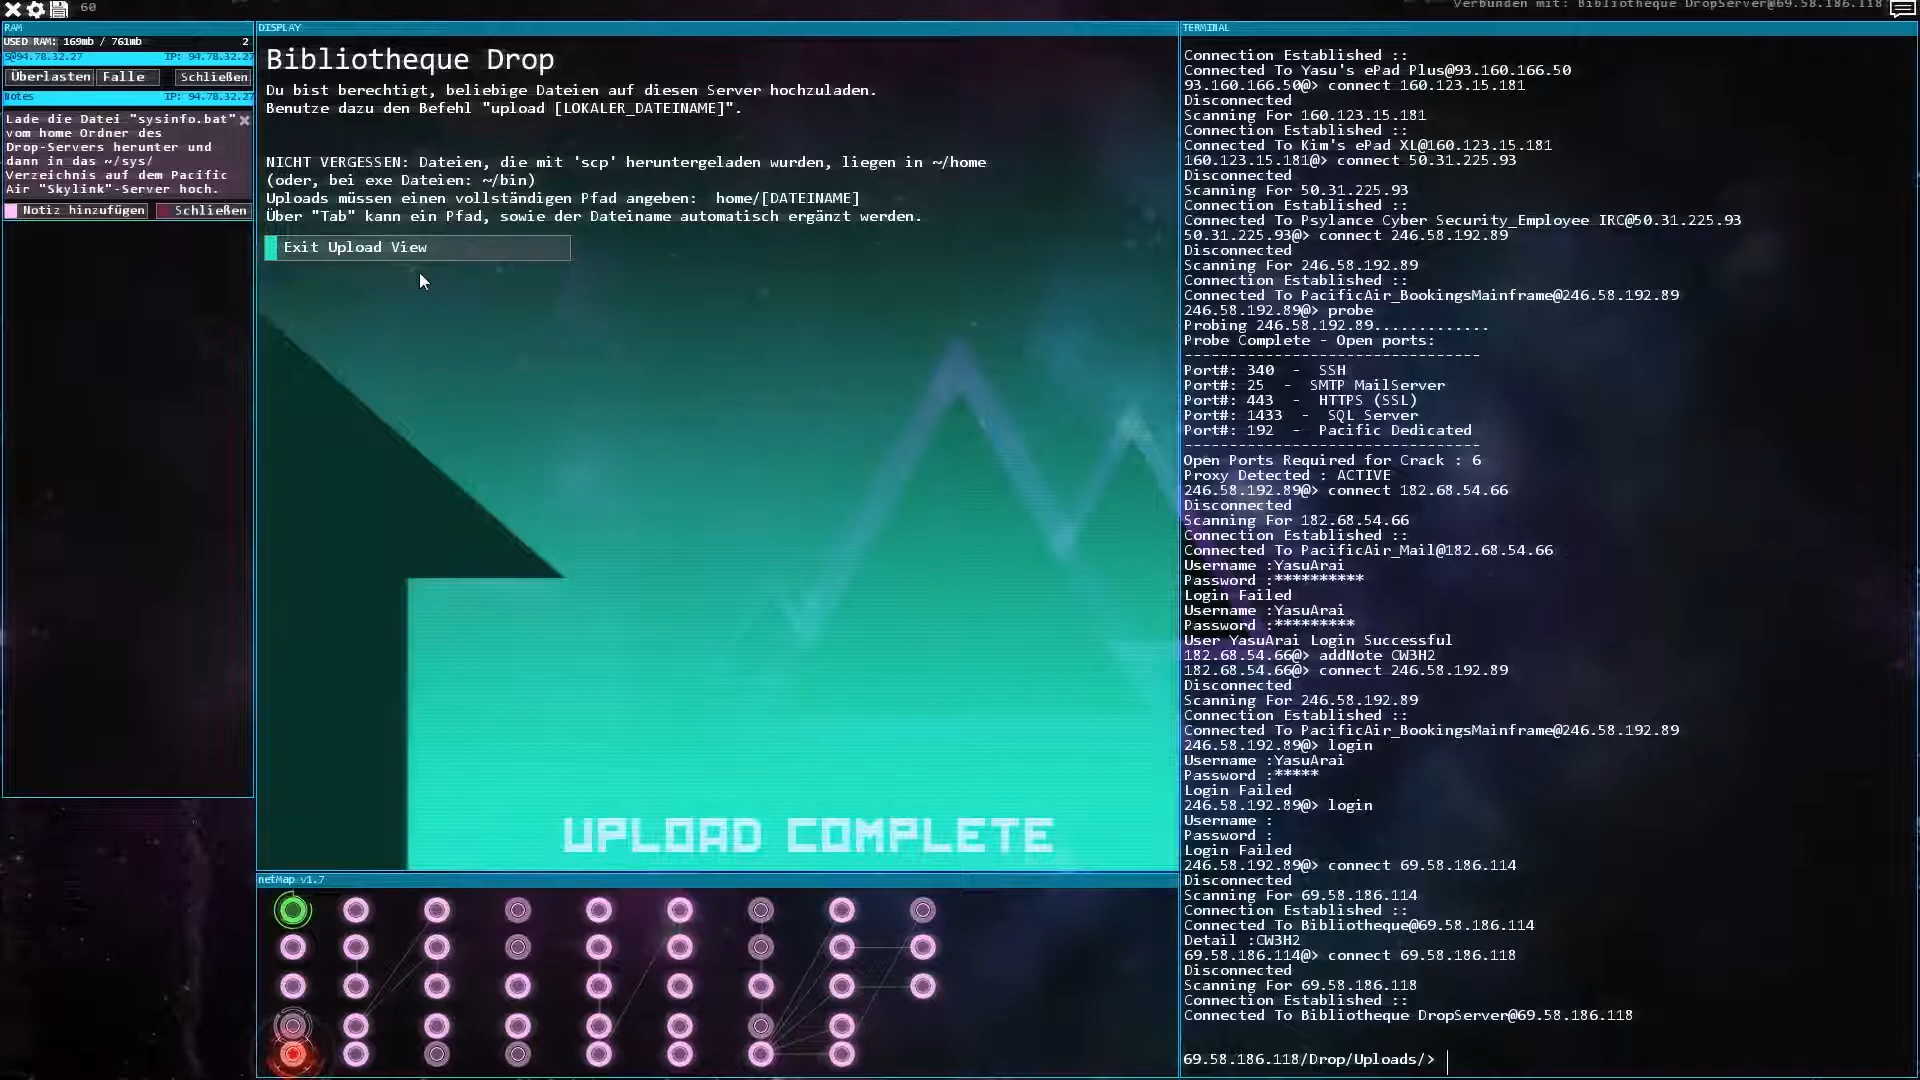 60
Verbunden mit: Bibliotheque DropServer@69.58.186.118
RAM
USED RAM: 169mb / 761mb 2
S@94.78.32.27 IP: 94.78.32.27
Überlasten Falle Schließen
Notes IP: 94.78.32.27
Lade die Datei "sysinfo.bat"
vom home Ordner des
Drop-Servers herunter und
dann in das ~/sys/
Verzeichnis auf dem Pacific
Air "Skylink"-Server hoch.
Notiz hinzufügen Schließen
DISPLAY
Bibliotheque Drop
Du bist berechtigt, beliebige Dateien auf diesen Server hochzuladen.
Benutze dazu den Befehl "upload [LOKALER_DATEINAME]".
NICHT VERGESSEN: Dateien, die mit 'scp' heruntergeladen wurden, liegen in ~/home
(oder, bei exe Dateien: ~/bin)
Uploads müssen einen vollständigen Pfad angeben: home/[DATEINAME]
Über "Tab" kann ein Pfad, sowie der Dateiname automatisch ergänzt werden.
Exit Upload View
UPLOAD COMPLETE
netMap v1.7
TERMINAL
Connection Established ::
Connected To Yasu's ePad Plus@93.160.166.50
93.160.166.50@> connect 160.123.15.181
Disconnected
Scanning For 160.123.15.181
Connection Established ::
Connected To Kim's ePad XL@160.123.15.181
160.123.15.181@> connect 50.31.225.93
Disconnected
Scanning For 50.31.225.93
Connection Established ::
Connected To Psylance Cyber Security_Employee IRC@50.31.225.93
50.31.225.93@> connect 246.58.192.89
Disconnected
Scanning For 246.58.192.89
Connection Established ::
Connected To PacificAir_BookingsMainframe@246.58.192.89
246.58.192.89@> probe
Probing 246.58.192.89.............
Probe Complete - Open ports:
---------------------------------
Port#: 340 - SSH
Port#: 25 - SMTP MailServer
Port#: 443 - HTTPS (SSL)
Port#: 1433 - SQL Server
Port#: 192 - Pacific Dedicated
---------------------------------
Open Ports Required for Crack : 6
Proxy Detected : ACTIVE
246.58.192.89@> connect 182.68.54.66
Disconnected
Scanning For 182.68.54.66
Connection Established ::
Connected To PacificAir_Mail@182.68.54.66
Username :YasuArai
Password :**********
Login Failed
Username :YasuArai
Password :*********
User YasuArai Login Successful
182.68.54.66@> addNote CW3H2
182.68.54.66@> connect 246.58.192.89
Disconnected
Scanning For 246.58.192.89
Connection Established ::
Connected To PacificAir_BookingsMainframe@246.58.192.89
246.58.192.89@> login
Username :YasuArai
Password :*****
Login Failed
246.58.192.89@> login
Username :
Password :
Login Failed
246.58.192.89@> connect 69.58.186.114
Disconnected
Scanning For 69.58.186.114
Connection Established ::
Connected To Bibliotheque@69.58.186.114
Detail :CW3H2
69.58.186.114@> connect 69.58.186.118
Disconnected
Scanning For 69.58.186.118
Connection Established ::
Connected To Bibliotheque DropServer@69.58.186.118
69.58.186.118/Drop/Uploads/>